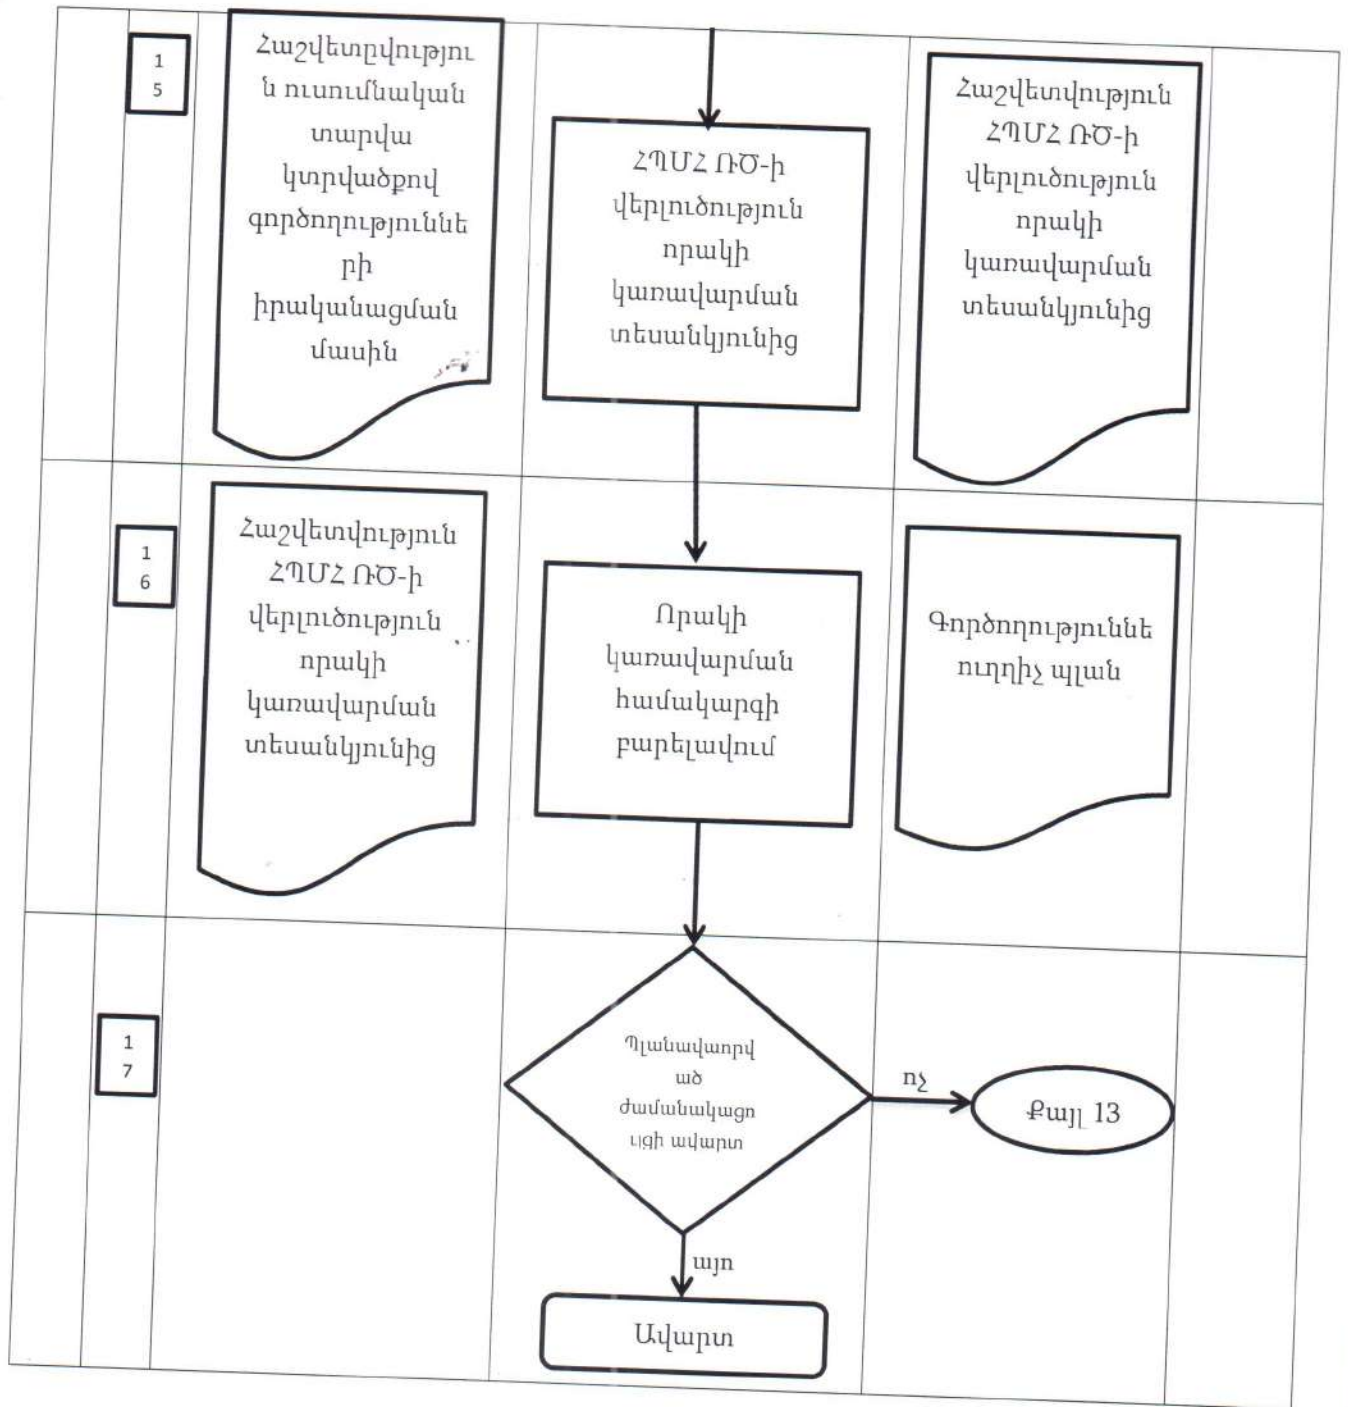 1
5
Հաշվետըվությու
ն ուսումնական
տարվա
կտրվածքով
գործողություննե
րի
իրականացման
մասին
ՀՊՄՀ ՌԾ-ի
վերլուծություն
որակի
կառավարման
տեսանկյունից
Հաշվետվություն
ՀՊՄՀ ՌԾ-ի
վերլուծություն
որակի
կառավարման
տեսանկյունից
1
6
Հաշվետվություն
ՀՊՄՀ ՌԾ-ի
վերլուծություն
որակի
կառավարման
տեսանկյունից
Որակի
կառավարման
համակարգի
բարելավում
Գործողություննե
ուղղիչ պլան
1
7
Պլանավաորվ
ած
ժամանակացո
ւյցի ավարտ
ոչ
Քայլ 13
այո
Ավարտ